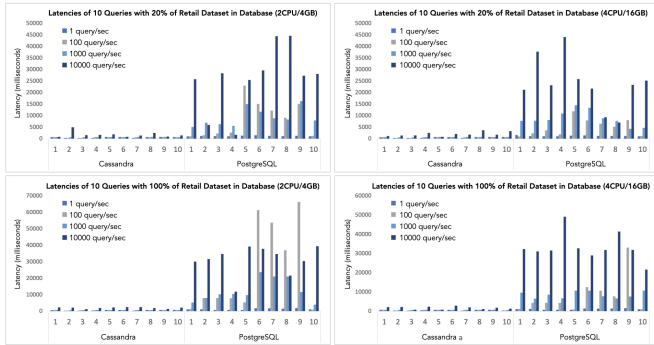 Latencies of 10 Queries with 20% of Retail Dataset in Database (2CPU/4GB)
50000
45000
40000
35000
30000
25000
20000
15000
10000
5000
0
Latency (milliseconds)
1 query/sec
100 query/sec
1000 query/sec
10000 query/sec
1 2 3 4 5 6 7 8 9 10 1 2 3 4 5 6 7 8 9 10
Cassandra PostgreSQL
Latencies of 10 Queries with 20% of Retail Dataset in Database (4CPU/16GB)
50000
45000
40000
35000
30000
25000
20000
15000
10000
5000
0
Latency (milliseconds)
1 query/sec
100 query/sec
1000 query/sec
10000 query/sec
1 2 3 4 5 6 7 8 9 10 1 2 3 4 5 6 7 8 9 10
Cassandra PostgreSQL
Latencies of 10 Queries with 100% of Retail Dataset in Database (2CPU/4GB)
70000
60000
50000
40000
30000
20000
10000
0
Latency (milliseconds)
1 query/sec
100 query/sec
1000 query/sec
10000 query/sec
1 2 3 4 5 6 7 8 9 10 1 2 3 4 5 6 7 8 9 10
Cassandra PostgreSQL
Latencies of 10 Queries with 100% of Retail Dataset in Database (4CPU/16GB)
60000
50000
40000
30000
20000
10000
0
Latency (milliseconds)
1 query/sec
100 query/sec
1000 query/sec
10000 query/sec
1 2 3 4 5 6 7 8 9 10 1 2 3 4 5 6 7 8 9 10
Cassandra a PostgreSQL